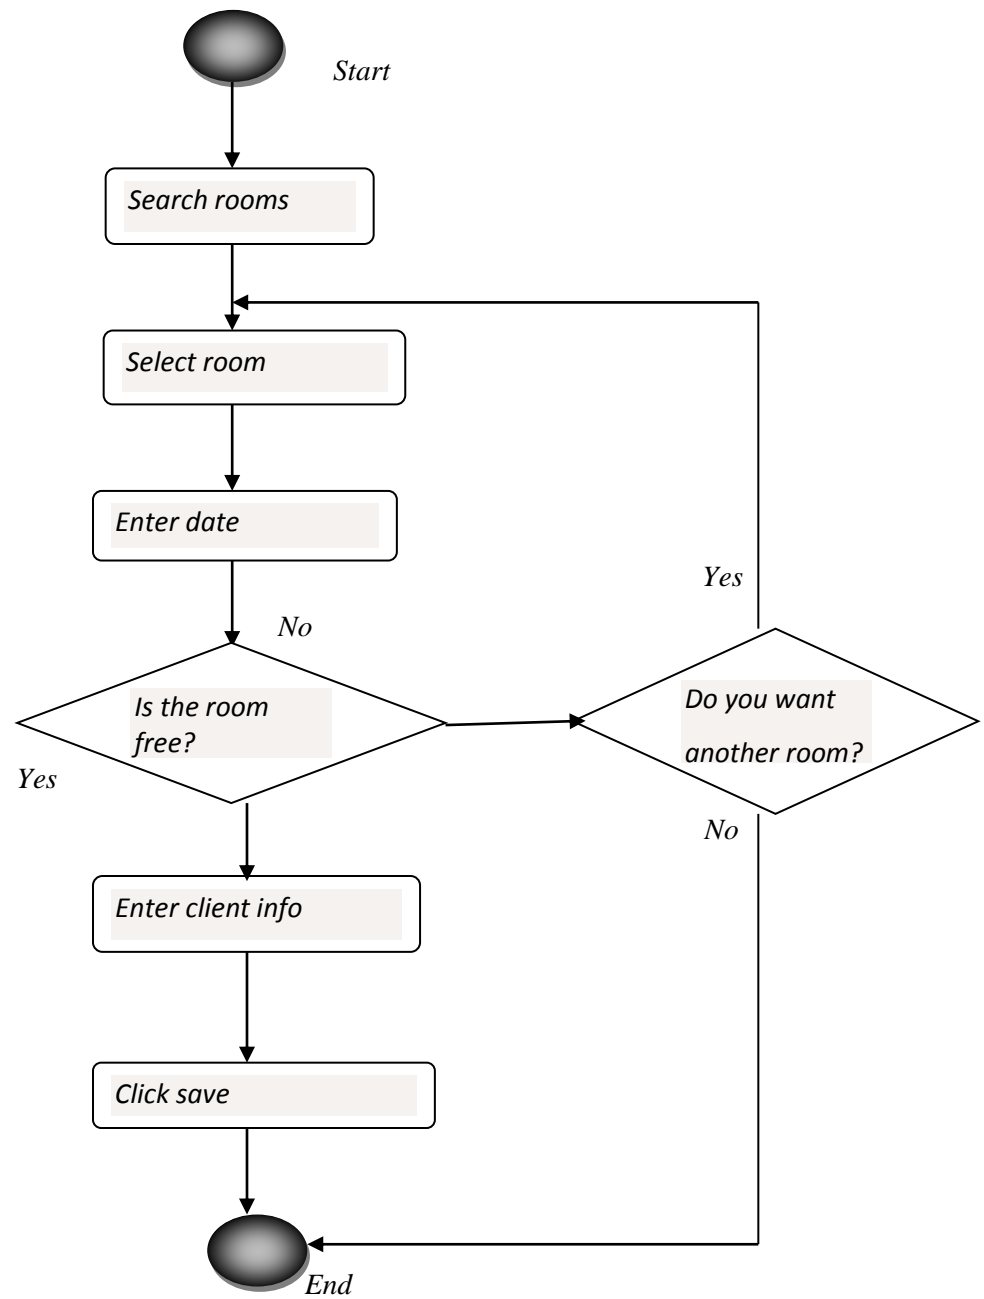 Start
Search rooms
Select room
Enter date
Yes
No
Is the room
free?
Do you want
another room?
Yes
No
Enter client info
Click save
End